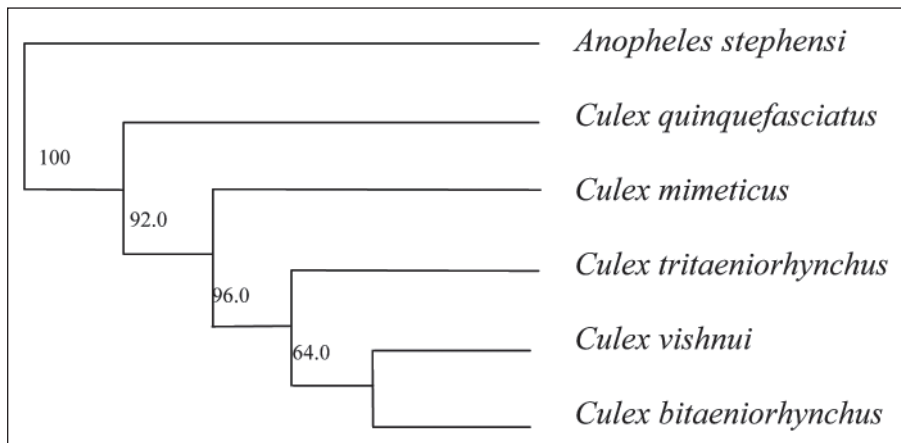 Anopheles stephensi
Culex quinquefasciatus
100
Culex mimeticus
92.0
Culex tritaeniorhynchus
96.0
Culex vishnui
64.0
Culex bitaeniorhynchus